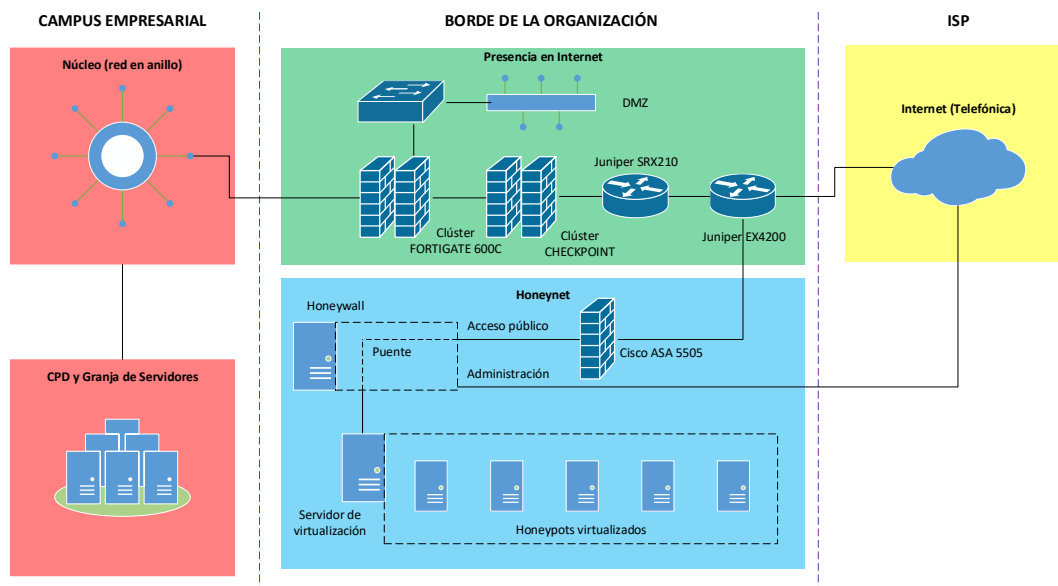 CAMPUS EMPRESARIAL
BORDE DE LA ORGANIZACIÓN
ISP
Núcleo (red en anillo)
Presencia en Internet
DMZ
Internet (Telefónica)
Juniper SRX210
Clúster
FORTIGATE 600C
Clúster
CHECKPOINT
Juniper EX4200
Honeynet
Honeywall
Acceso público
Puente
Cisco ASA 5505
Administración
CPD y Granja de Servidores
Servidor de
virtualización
Honeypots virtualizados